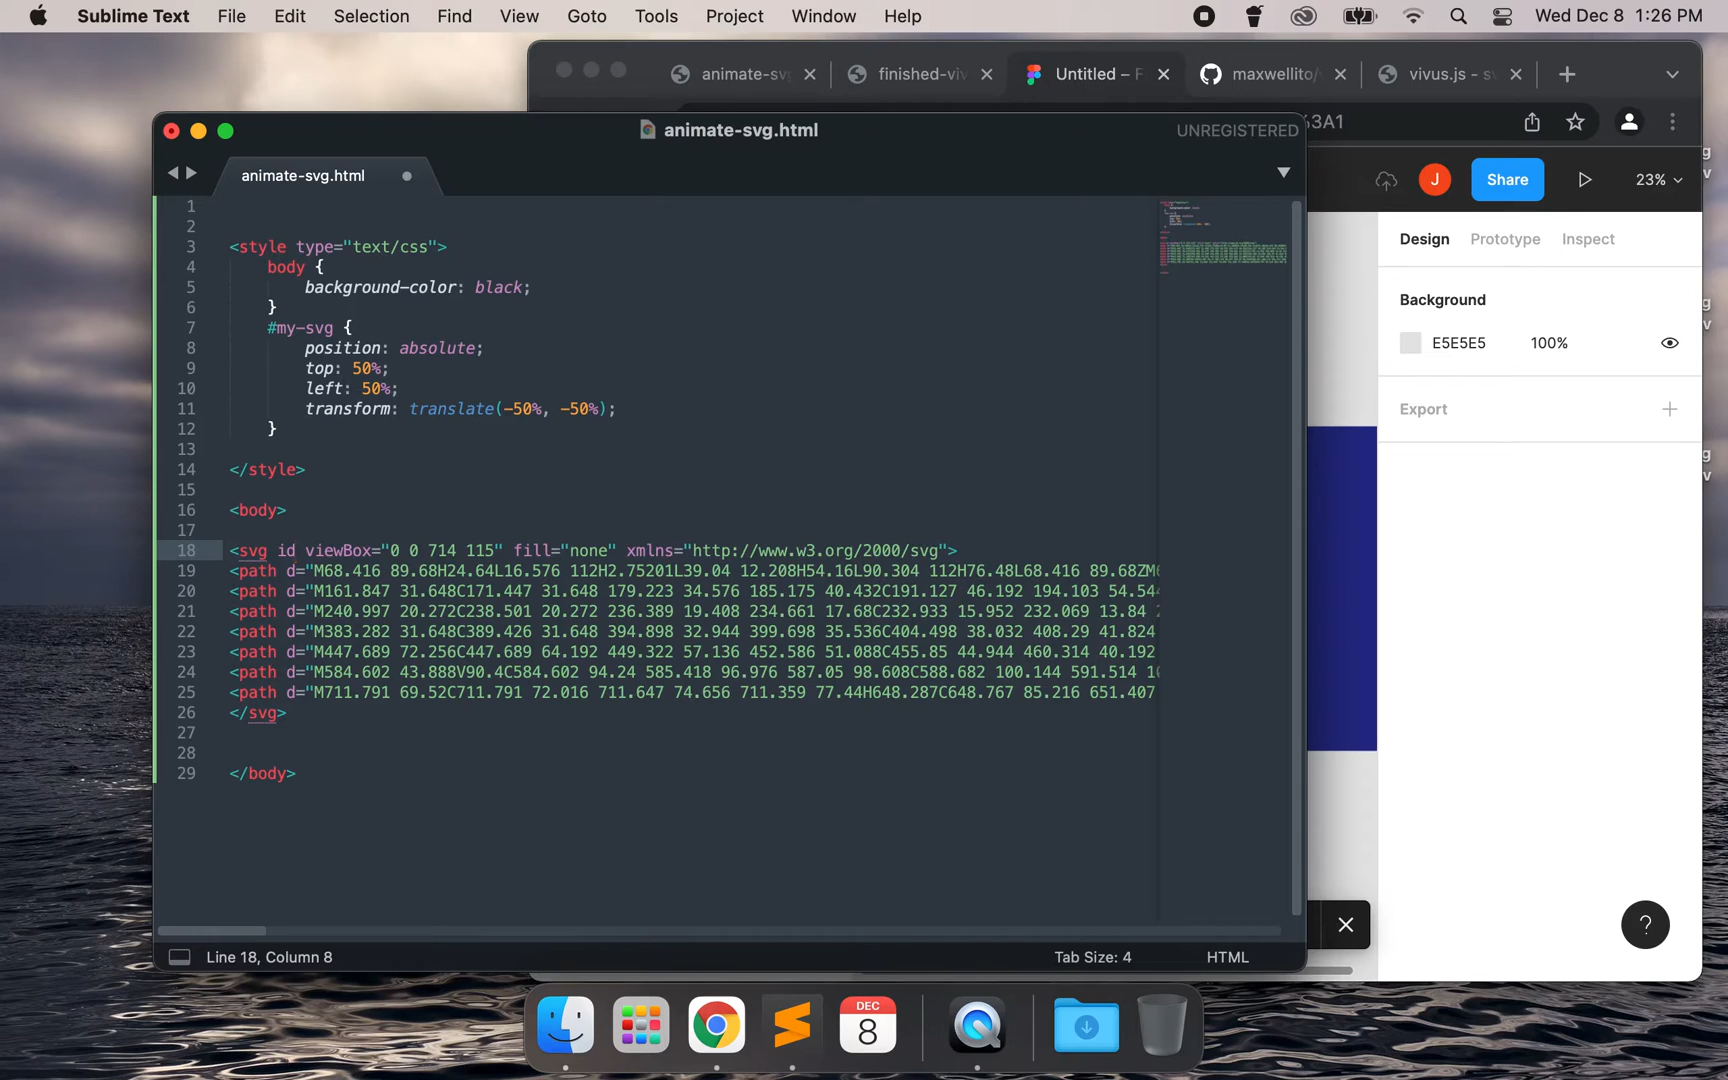 Sublime Text File Edit Selection Find View Goto Tools Project Window Help Wed Dec 8 1:26 PM
animate-sv finished-viv Untitled – F maxwellito/ vivus.js - s
animate-svg.html UNREGISTERED 3A1
animate-svg.html J Share 23%
1
2
3 <style type="text/css">
4 body {
5 background-color: black;
6 }
7 #my-svg {
8 position: absolute;
9 top: 50%;
10 left: 50%;
11 transform: translate(-50%, -50%);
12 }
13
14 </style>
15
16 <body>
17
18 <svg id viewBox="0 0 714 115" fill="none" xmlns="http://www.w3.org/2000/svg">
19 <path d="M68.416 89.68H24.64L16.576 112H2.75201L39.04 12.208H54.16L90.304 112H76.48L68.416 89.68ZM6
20 <path d="M161.847 31.648C171.447 31.648 179.223 34.576 185.175 40.432C191.127 46.192 194.103 54.544
21 <path d="M240.997 20.272C238.501 20.272 236.389 19.408 234.661 17.68C232.933 15.952 232.069 13.84 2
22 <path d="M383.282 31.648C389.426 31.648 394.898 32.944 399.698 35.536C404.498 38.032 408.29 41.824
23 <path d="M447.689 72.256C447.689 64.192 449.322 57.136 452.586 51.088C455.85 44.944 460.314 40.192
24 <path d="M584.602 43.888V90.4C584.602 94.24 585.418 96.976 587.05 98.608C588.682 100.144 591.514 10
25 <path d="M711.791 69.52C711.791 72.016 711.647 74.656 711.359 77.44H648.287C648.767 85.216 651.407
26 </svg>
27
28
29 </body>
Design Prototype Inspect
Background
E5E5E5 100%
Export
?
Line 18, Column 8 Tab Size: 4 HTML
DEC
8